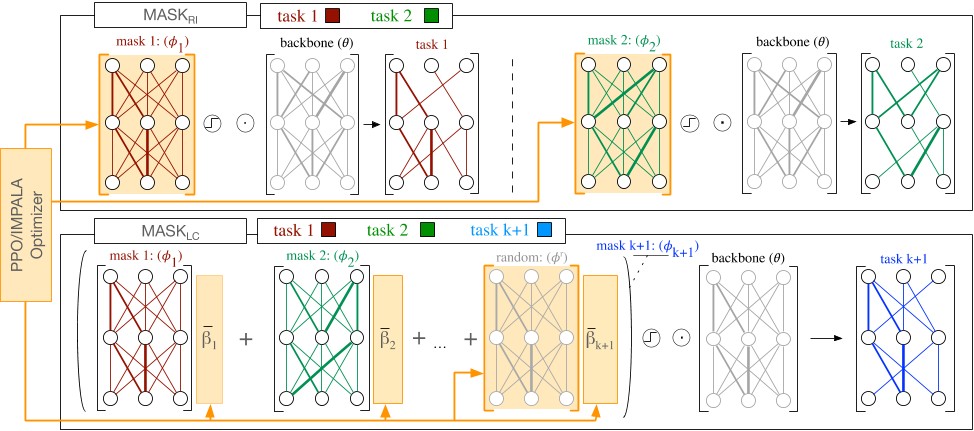 MASK_RI
task 1 task 2
mask 1: (ϕ_1)
backbone (θ)
task 1
mask 2: (ϕ_2)
backbone (θ)
task 2
PPO/IMPALA
Optimizer
MASK_LC
task 1 task 2 task k+1
mask 1: (ϕ_1)
mask 2: (ϕ_2)
random: (ϕ')
mask k+1: (ϕ_k+1)
backbone (θ)
task k+1
β̅_1 + β̅_2 + ... + β̅_k+1